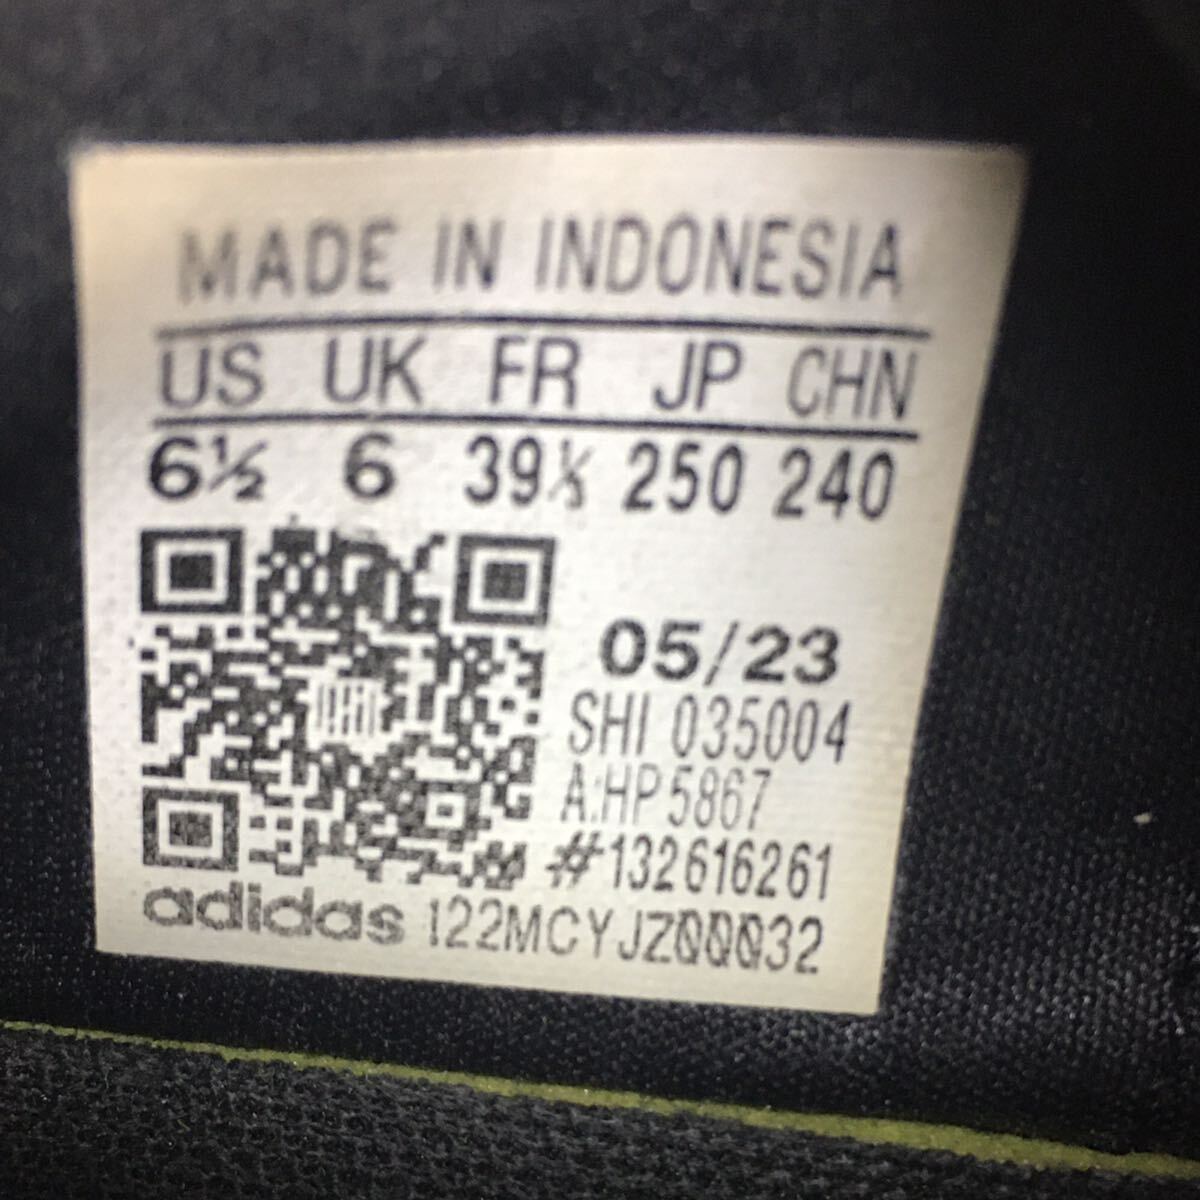 MADE IN INDONESIA
US UK FR JP CHN
6½ 6 39⅓ 250 240
05/23
SHI 035004
A:HP5867
#132616261
adidas 122MCYJZ000032